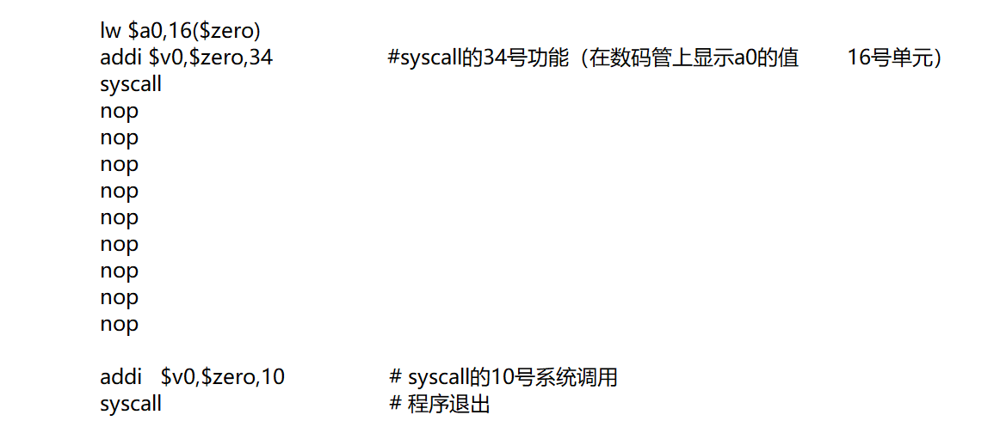 lw $a0,16($zero)
addi $v0,$zero,34 #syscall的34号功能（在数码管上显示a0的值 16号单元）
syscall
nop
nop
nop
nop
nop
nop
nop
nop
nop
addi $v0,$zero,10 # syscall的10号系统调用
syscall # 程序退出